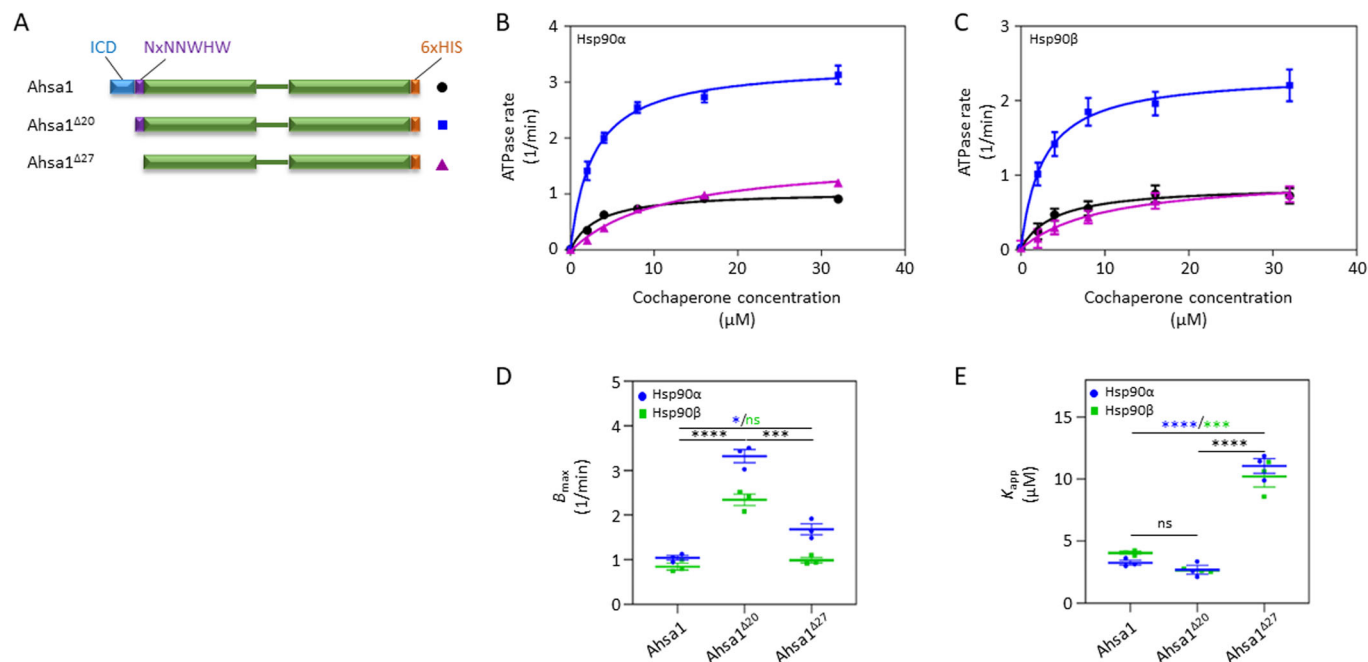 A
ICD
NxNNWHW
6xHIS
Ahsa1
Ahsa1Δ20
Ahsa1Δ27
B
Hsp90α
ATPase rate
(1/min)
4
3
2
1
0
0
10
20
30
40
Cochaperone concentration
(μM)
C
Hsp90β
ATPase rate
(1/min)
3
2
1
0
0
10
20
30
40
Cochaperone concentration
(μM)
D
Hsp90α
Hsp90β
*/ns
**** ***
Bmax
(1/min)
5
4
3
2
1
0
Ahsa1
Ahsa1Δ20
Ahsa1Δ27
E
Hsp90α
Hsp90β
****/***
****
ns
Kapp
(μM)
15
10
5
0
Ahsa1
Ahsa1Δ20
Ahsa1Δ27